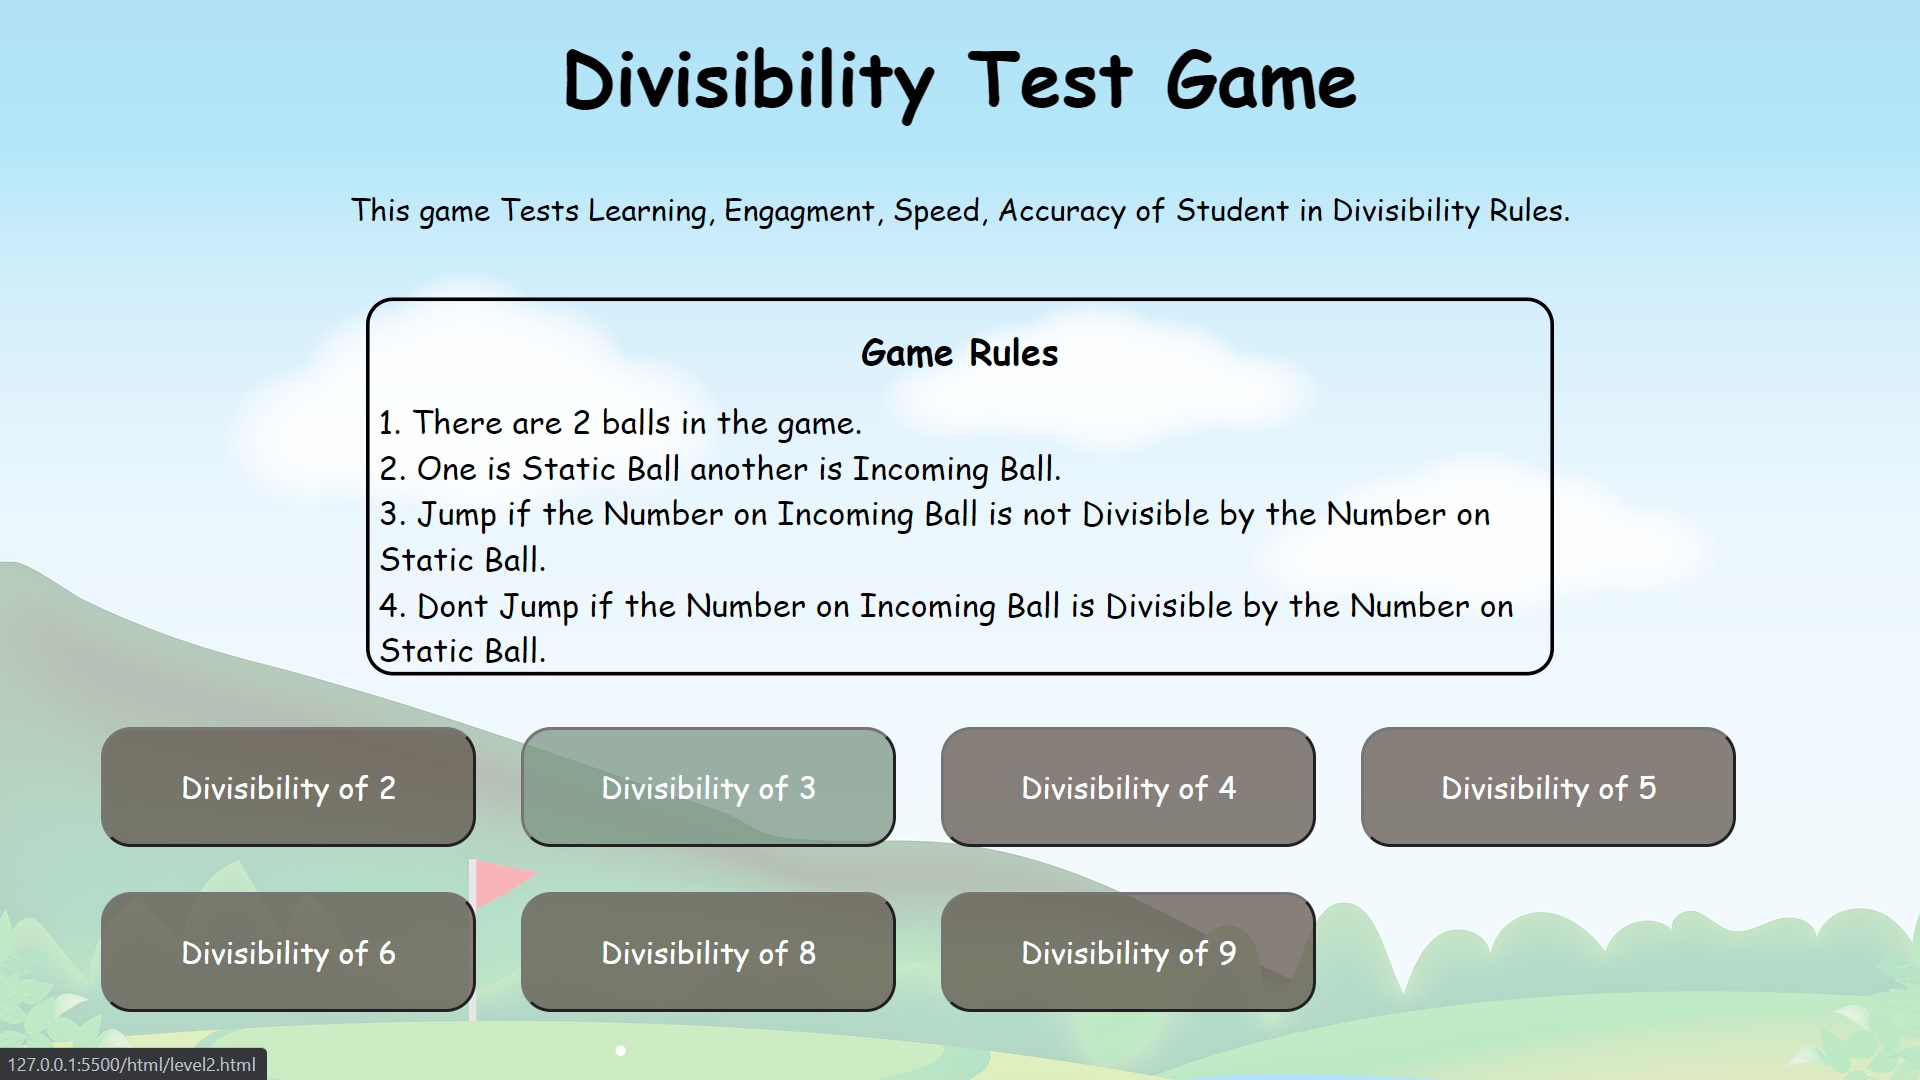 Divisibility Test Game
This game Tests Learning, Engagment, Speed, Accuracy of Student in Divisibility Rules.
Game Rules
1. There are 2 balls in the game.
2. One is Static Ball another is Incoming Ball.
3. Jump if the Number on Incoming Ball is not Divisible by the Number on
Static Ball.
4. Dont Jump if the Number on Incoming Ball is Divisible by the Number on
Static Ball.
Divisibility of 2
Divisibility of 3
Divisibility of 4
Divisibility of 5
Divisibility of 6
Divisibility of 8
Divisibility of 9
127.0.0.1:5500/html/level2.html